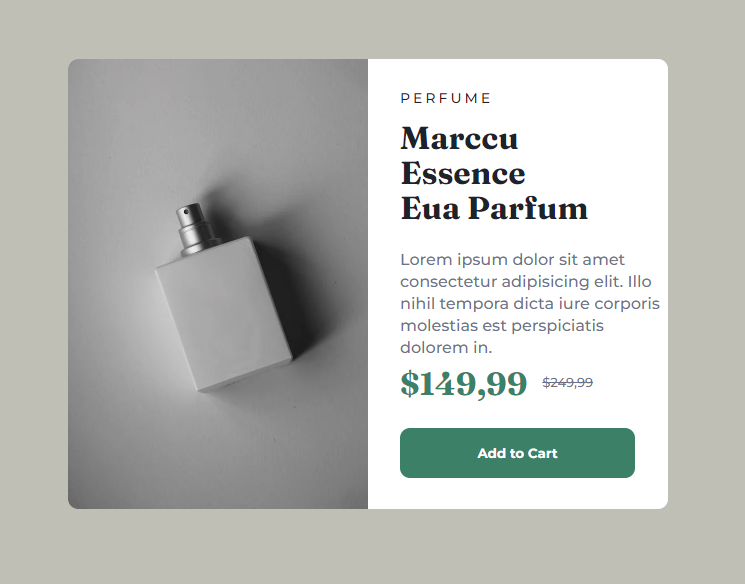 PERFUME
Marccu
Essence
Eua Parfum
Lorem ipsum dolor sit amet
consectetur adipisicing elit. Illo
nihil tempora dicta iure corporis
molestias est perspiciatis
dolorem in.
$149,99 $249,99
Add to Cart